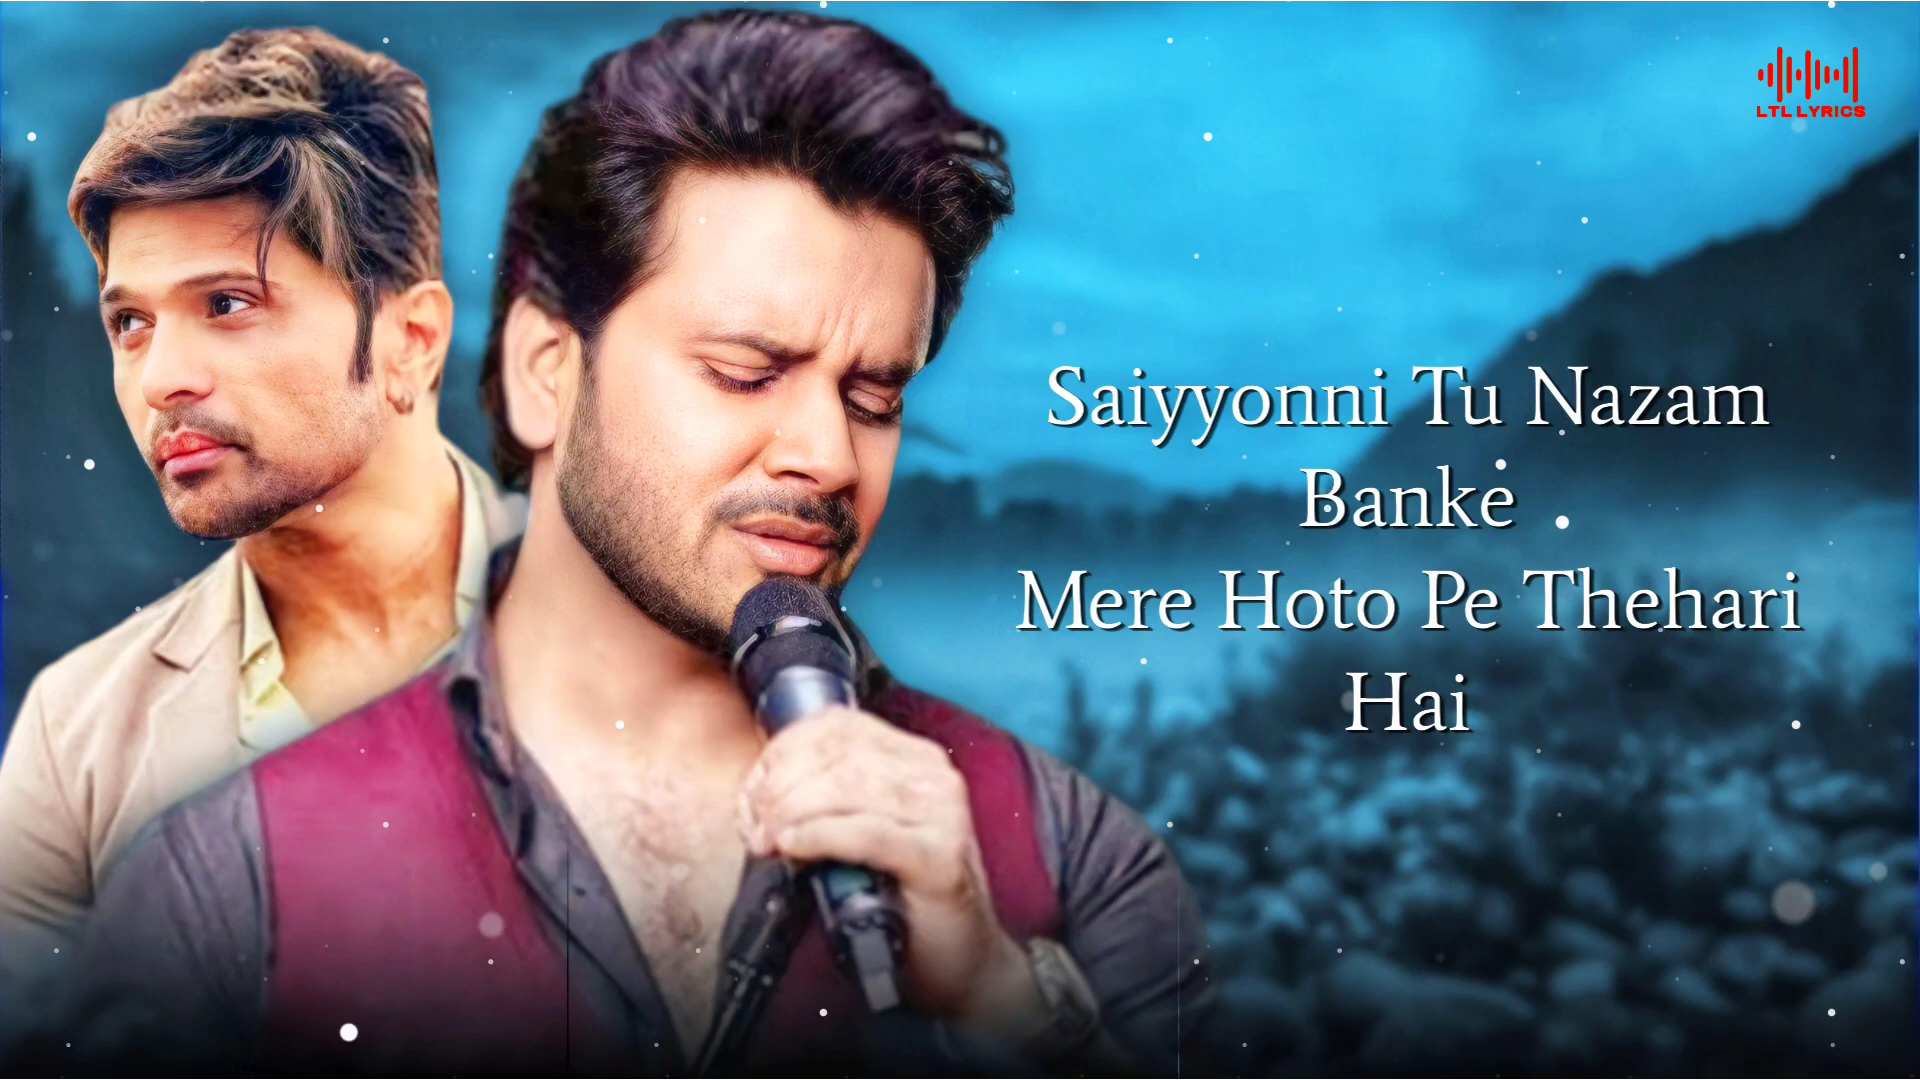 LTL LYRICS
Saiyyonni Tu Nazam
Banke
Mere Hoto Pe Thehari
Hai